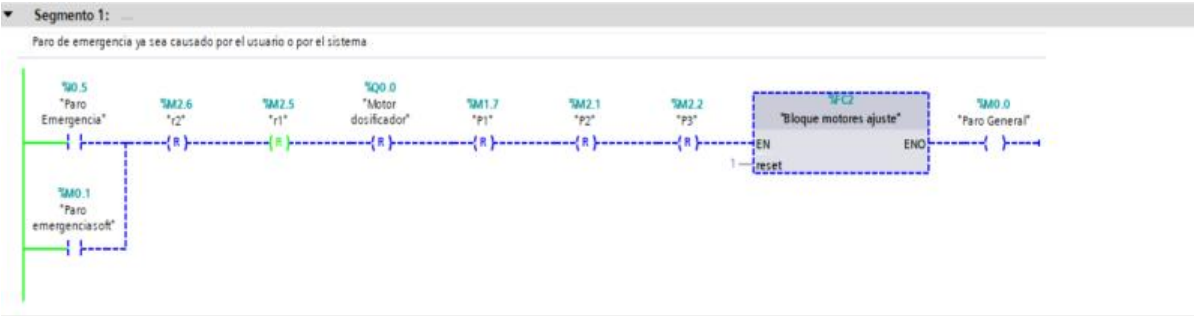 Segmento 1: ...
Paro de emergencia ya sea causado por el usuario o por el sistema
%I0.5
"Paro
Emergencia"
%M2.6
"r2"
( R )
%M2.5
"r1"
( R )
%Q0.0
"Motor
dosificador"
( R )
%M1.7
"P1"
( R )
%M2.1
"P2"
( R )
%M2.2
"P3"
( R )
%FC2
"Bloque motores ajuste"
EN
ENO
1
reset
%M0.0
"Paro General"
%M0.1
"Paro
emergenciasoft"